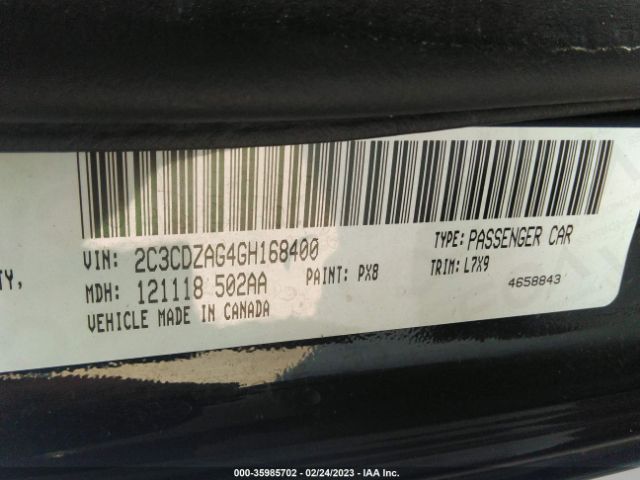 VIN: 2C3CDZAG4GH168400 TYPE: PASSENGER CAR
TY, MDH: 121118 502AA PAINT: PX8 TRIM: L7X9
VEHICLE MADE IN CANADA 4658843
000-35985702 - 02/24/2023 - IAA Inc.